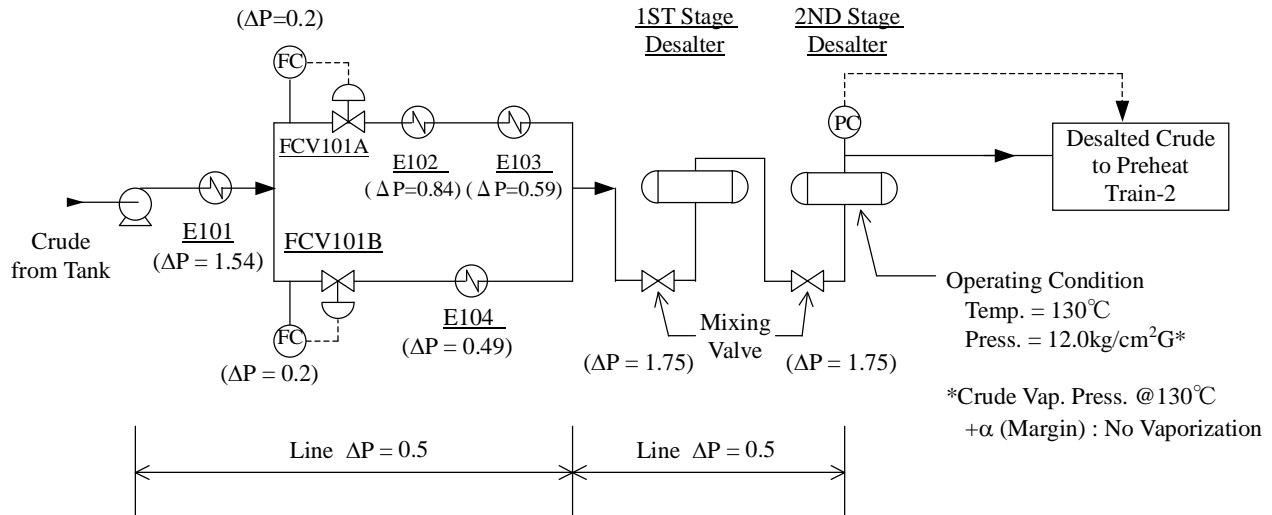 (ΔP=0.2)
1ST Stage
Desalter
2ND Stage
Desalter
FC
PC
FCV101A
E102
(ΔP=0.84)
E103
(ΔP=0.59)
Desalted Crude
to Preheat
Train-2
Crude
from Tank
E101
(ΔP = 1.54)
FCV101B
FC
(ΔP = 0.2)
E104
(ΔP = 0.49)
Mixing
Valve
(ΔP = 1.75)
(ΔP = 1.75)
Operating Condition
Temp. = 130℃
Press. = 12.0kg/cm²G*
*Crude Vap. Press. @130℃
+α (Margin) : No Vaporization
Line ΔP = 0.5
Line ΔP = 0.5